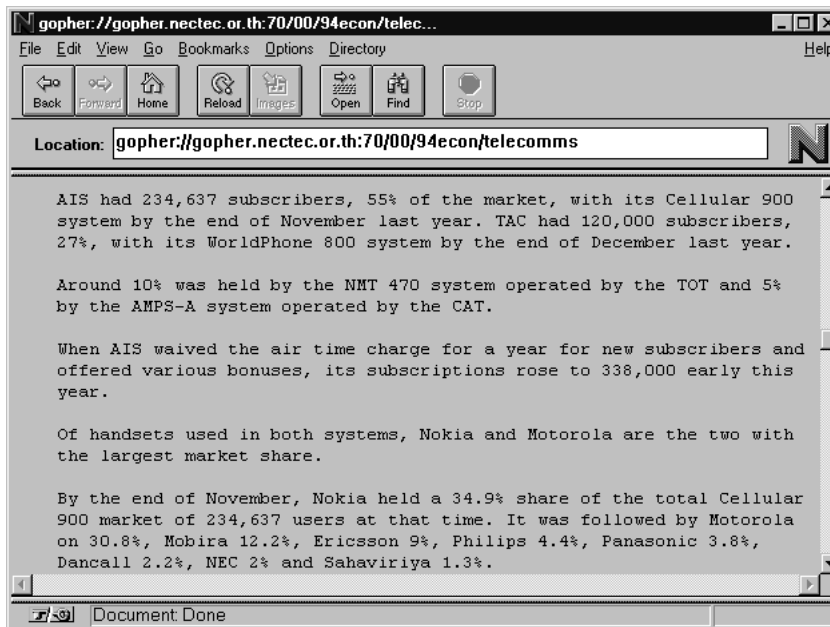 N gopher://gopher.nectec.or.th:70/00/94econ/telec...
File Edit View Go Bookmarks Options Directory Help
Back Forward Home Reload Images Open Find Stop
Location: gopher://gopher.nectec.or.th:70/00/94econ/telecomms N
AIS had 234,637 subscribers, 55% of the market, with its Cellular 900
system by the end of November last year. TAC had 120,000 subscribers,
27%, with its WorldPhone 800 system by the end of December last year.
Around 10% was held by the NMT 470 system operated by the TOT and 5%
by the AMPS-A system operated by the CAT.
When AIS waived the air time charge for a year for new subscribers and
offered various bonuses, its subscriptions rose to 338,000 early this
year.
Of handsets used in both systems, Nokia and Motorola are the two with
the largest market share.
By the end of November, Nokia held a 34.9% share of the total Cellular
900 market of 234,637 users at that time. It was followed by Motorola
on 30.8%, Mobira 12.2%, Ericsson 9%, Philips 4.4%, Panasonic 3.8%,
Dancall 2.2%, NEC 2% and Sahaviriya 1.3%.
Document: Done